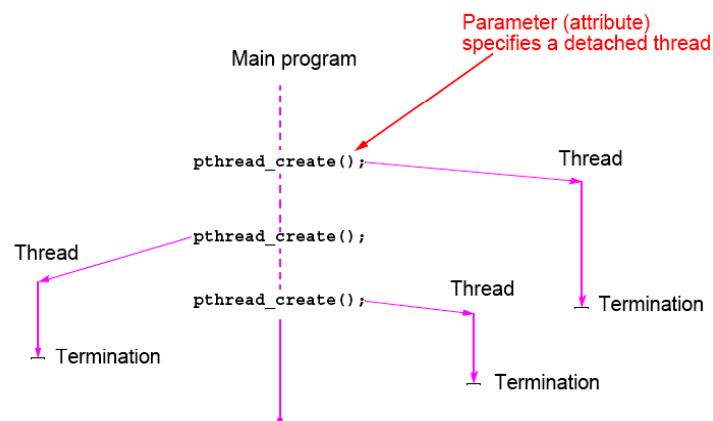 Parameter (attribute)
specifies a detached thread
Main program
pthread_create();
Thread
pthread_create();
Thread
pthread_create();
Thread
Termination
Termination
Termination